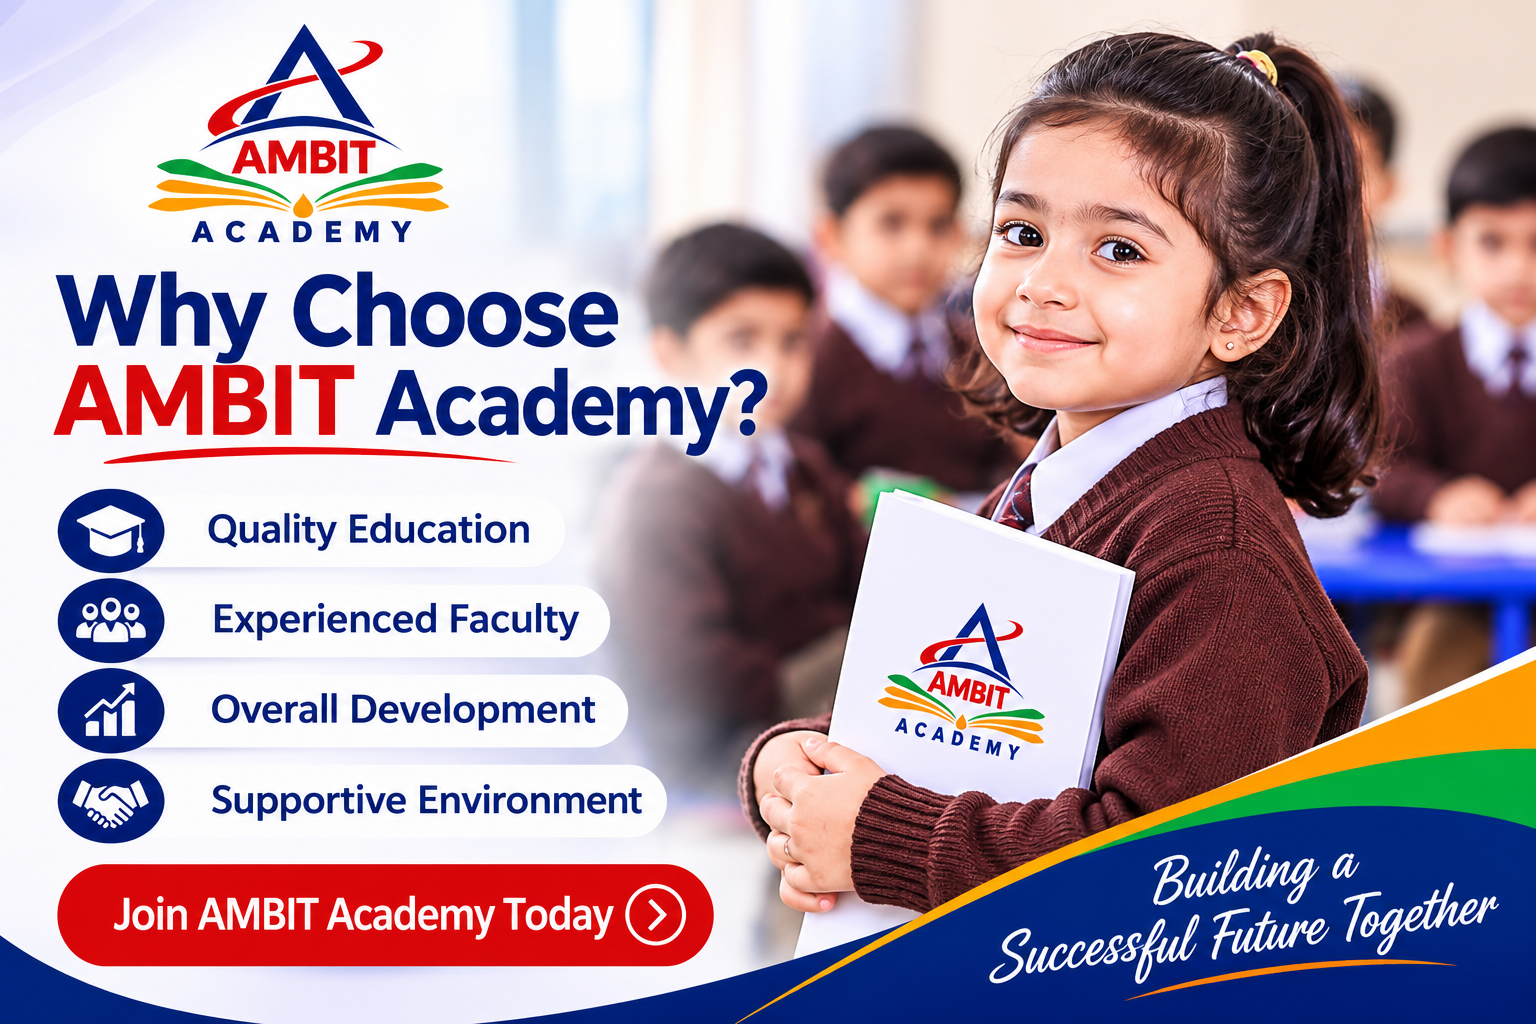 AMBIT
ACADEMY
Why Choose
AMBIT Academy?
Quality Education
Experienced Faculty
Overall Development
Supportive Environment
Join AMBIT Academy Today
AMBIT
ACADEMY
Building a
Successful Future Together